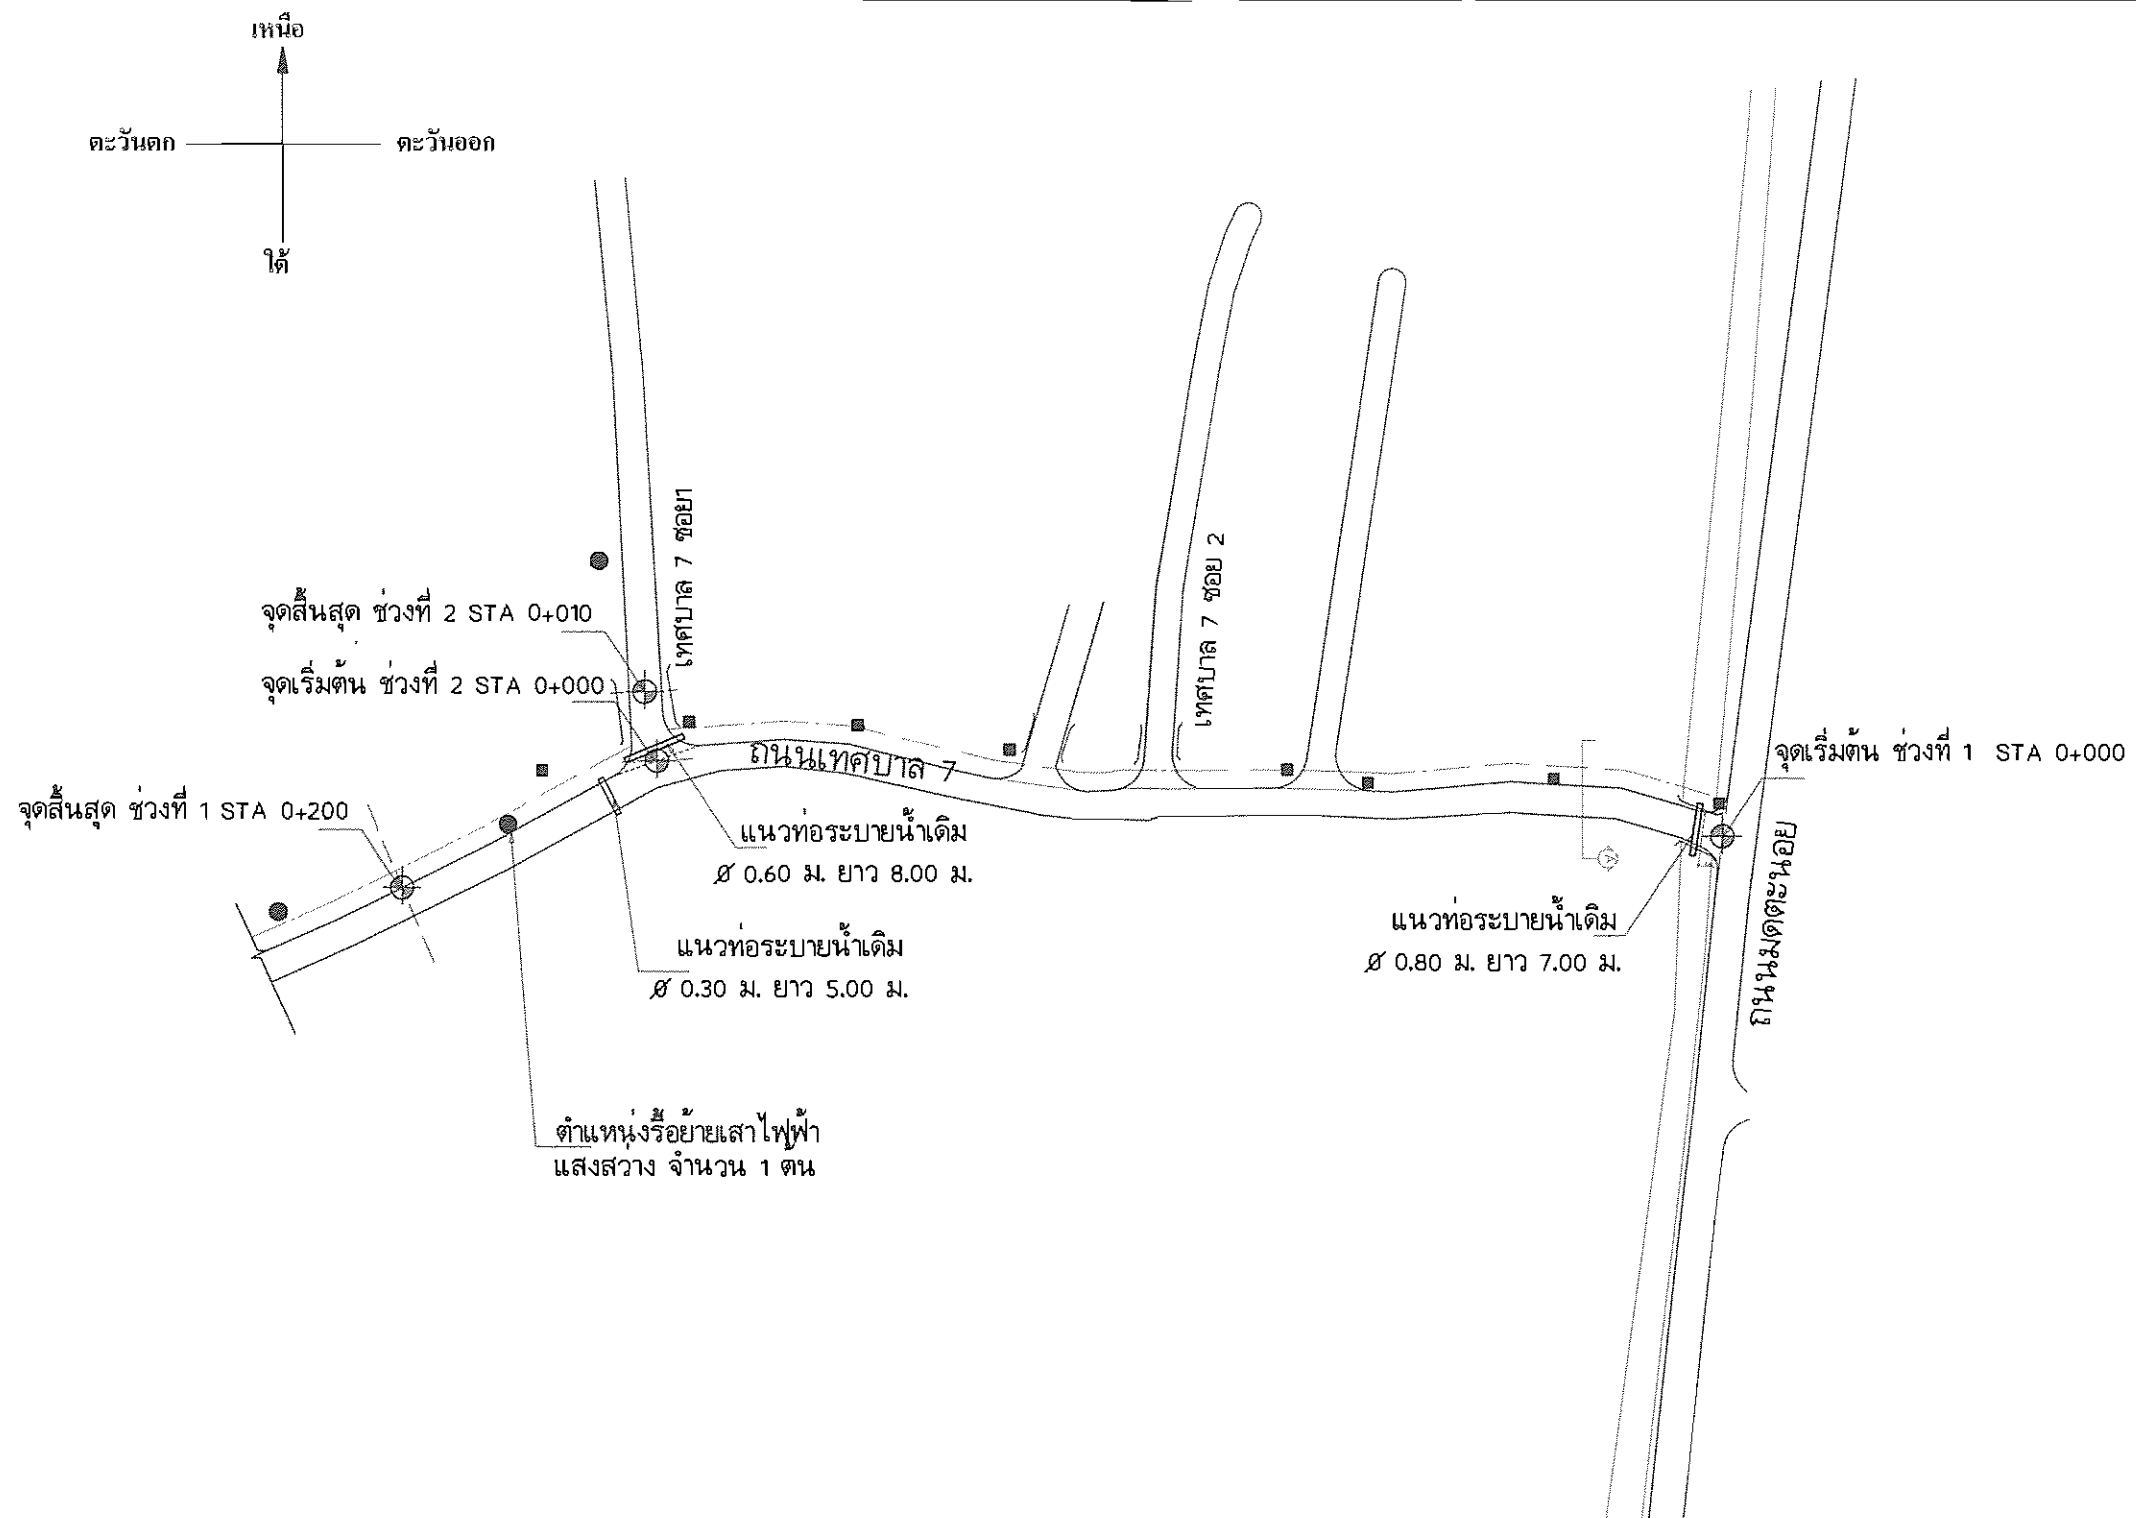 เหนือ
ตะวันตก
ตะวันออก
ใต้
เทศบาล 7 ซอย1
เทศบาล 7 ซอย 2
จุดสิ้นสุด ช่วงที่ 2 STA 0+010
จุดเริ่มต้น ช่วงที่ 2 STA 0+000
ถนนเทศบาล 7
จุดเริ่มต้น ช่วงที่ 1 STA 0+000
จุดสิ้นสุด ช่วงที่ 1 STA 0+200
แนวท่อระบายน้ำเดิม
Ø 0.60 ม. ยาว 8.00 ม.
แนวท่อระบายน้ำเดิม
Ø 0.30 ม. ยาว 5.00 ม.
แนวท่อระบายน้ำเดิม
Ø 0.80 ม. ยาว 7.00 ม.
ถนนมดตะนอย
ตำแหน่งรื้อย้ายเสาไฟฟ้า
แสงสว่าง จำนวน 1 ต้น